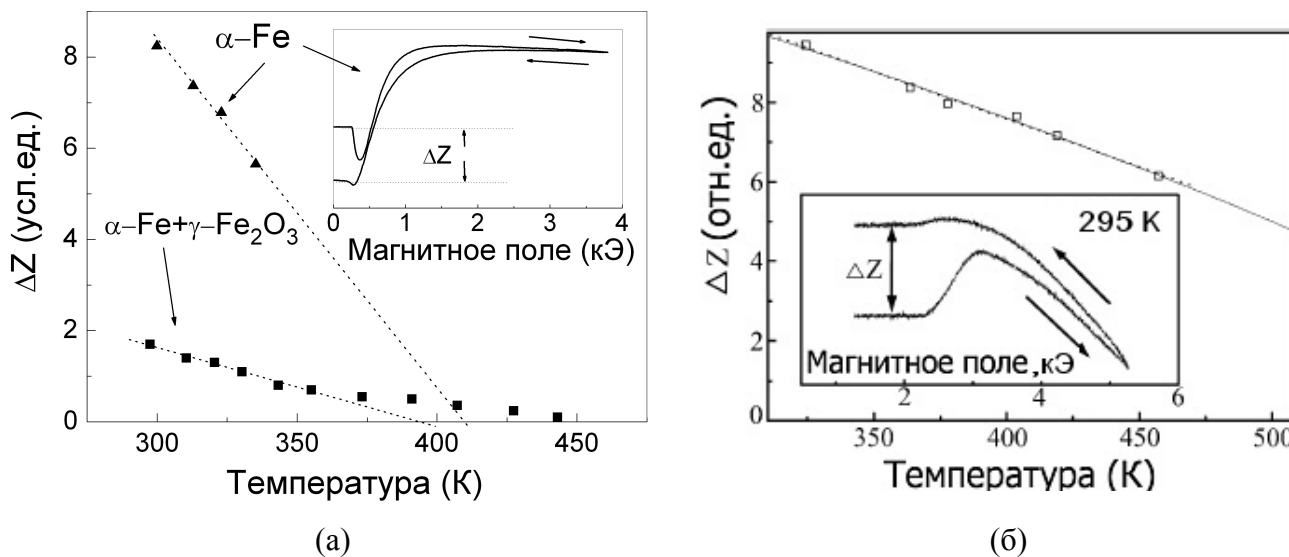 8
6
4
2
0
ΔZ (усл.ед.)
α−Fe
ΔZ
0 1 2 3 4
Магнитное поле (кЭ)
α−Fe+γ−Fe₂O₃
300 350 400 450
Температура (К)
(а)
8
6
4
2
0
ΔZ (отн.ед.)
295 K
ΔZ
Магнитное поле,кЭ
2 4 6
350 400 450 500
Температура (К)
(б)